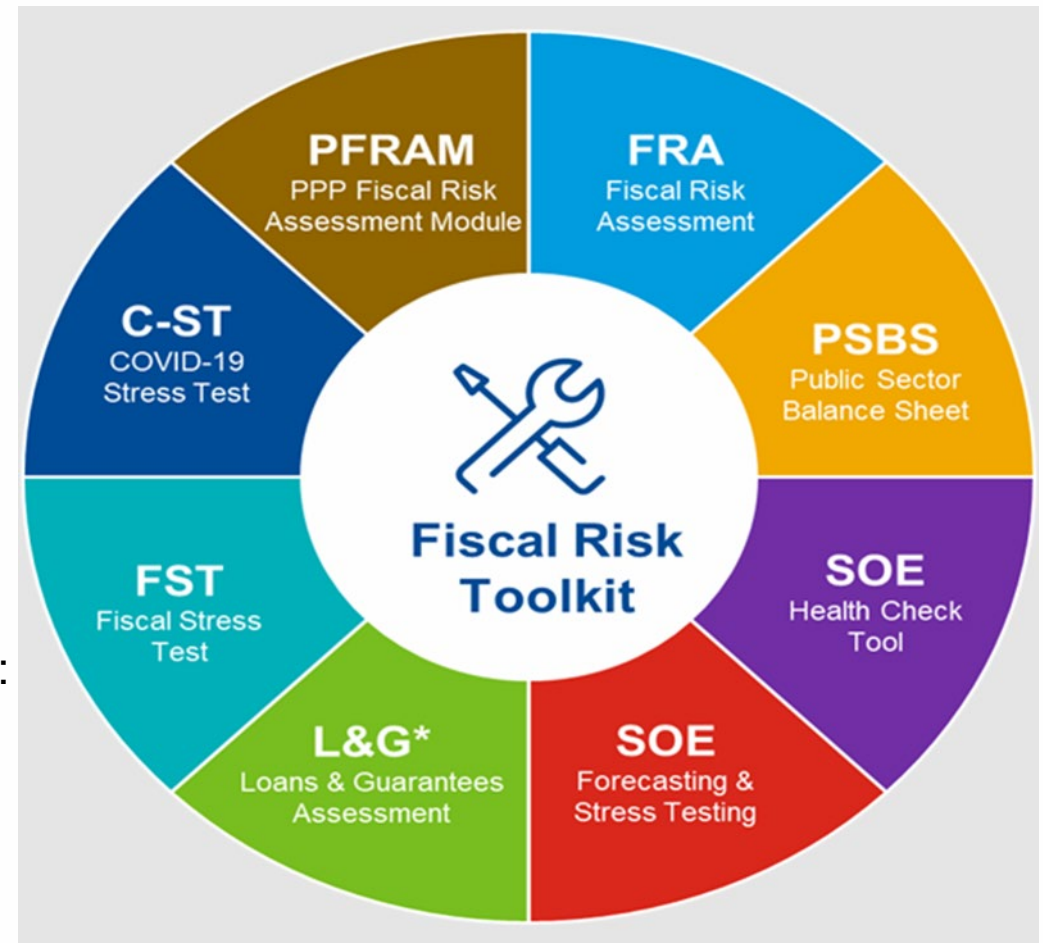 PFRAM
PPP Fiscal Risk
Assessment Module
FRA
Fiscal Risk
Assessment
PSBS
Public Sector
Balance Sheet
SOE
Health Check
Tool
SOE
Forecasting &
Stress Testing
L&G*
Loans & Guarantees
Assessment
FST
Fiscal Stress
Test
C-ST
COVID-19
Stress Test
Fiscal Risk
Toolkit
: